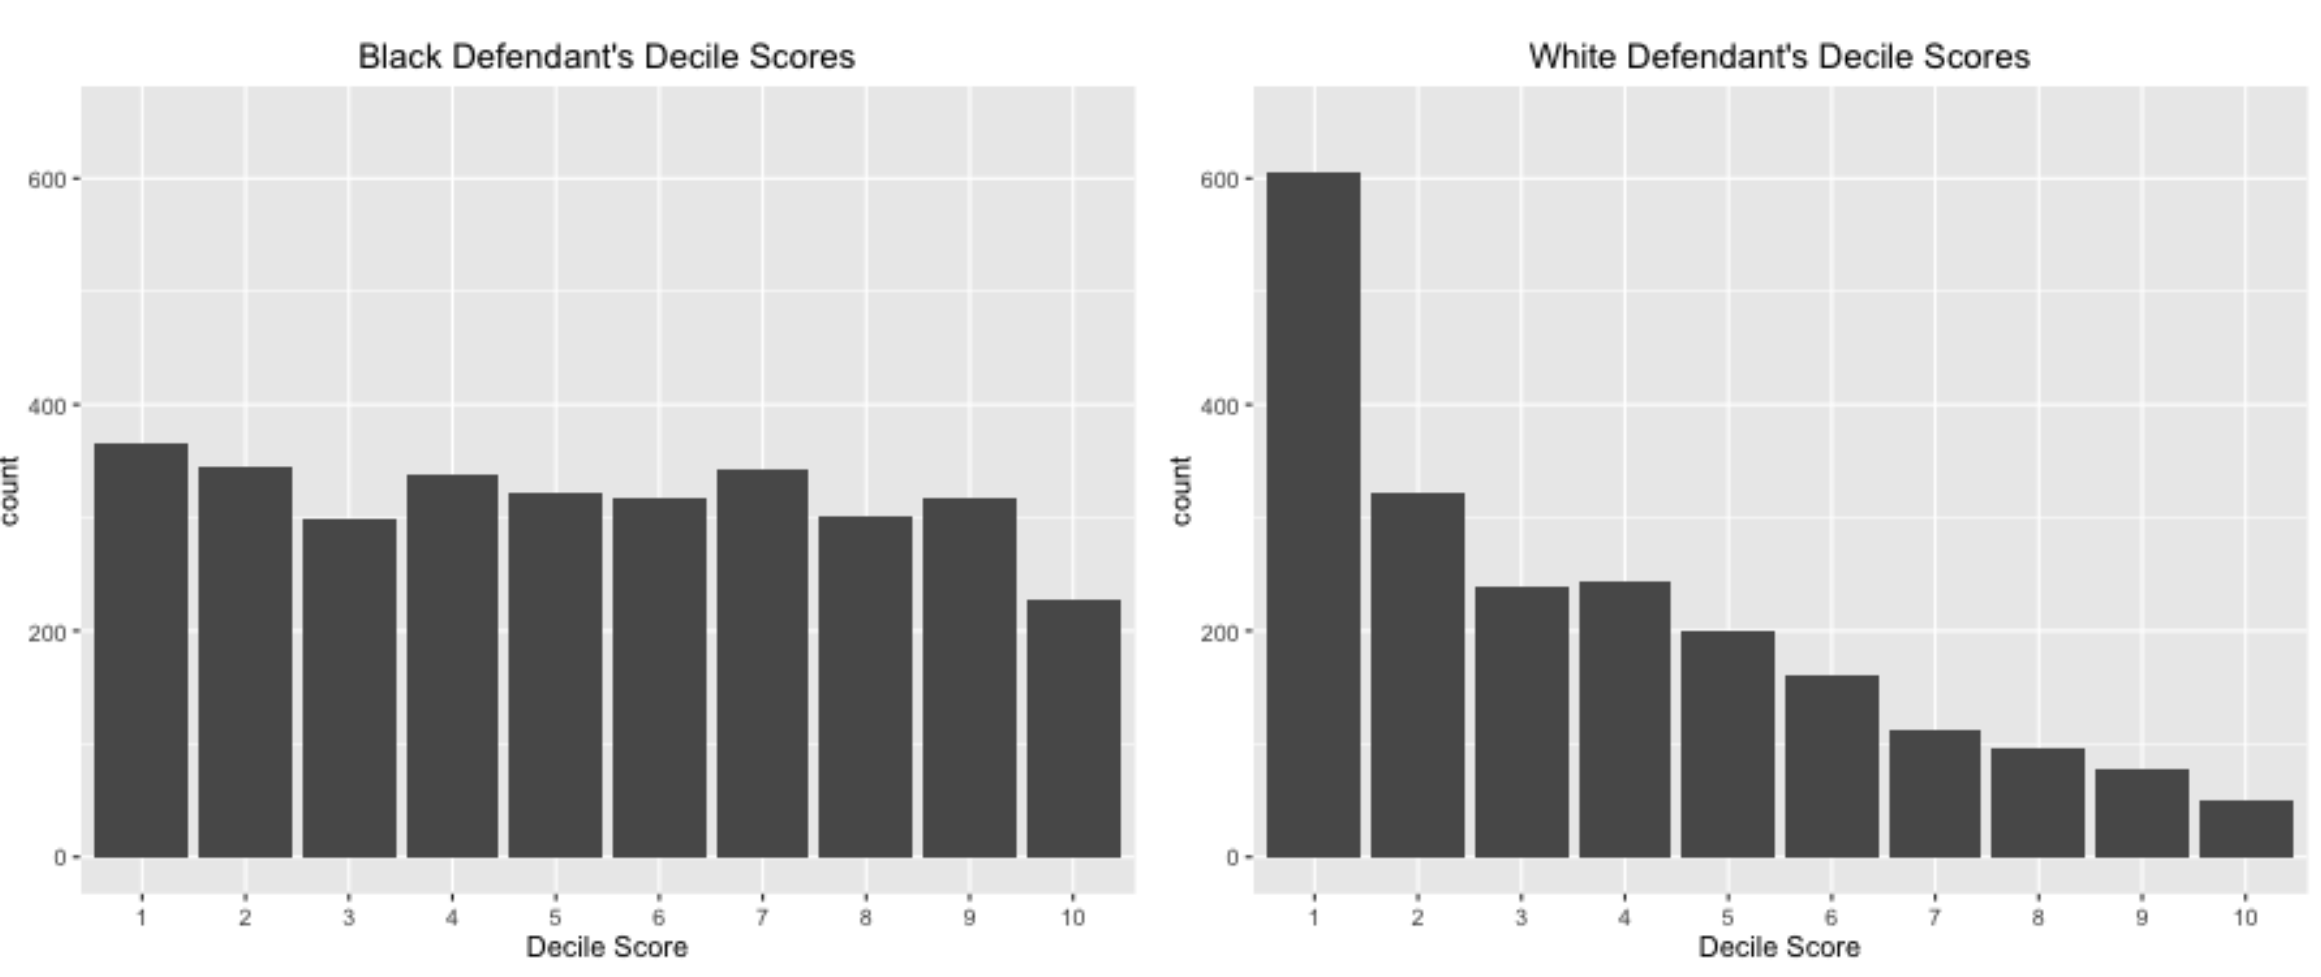 Black Defendant's Decile Scores
600
400
200
0
count
1 2 3 4 5 6 7 8 9 10
Decile Score
White Defendant's Decile Scores
600
400
200
0
count
1 2 3 4 5 6 7 8 9 10
Decile Score